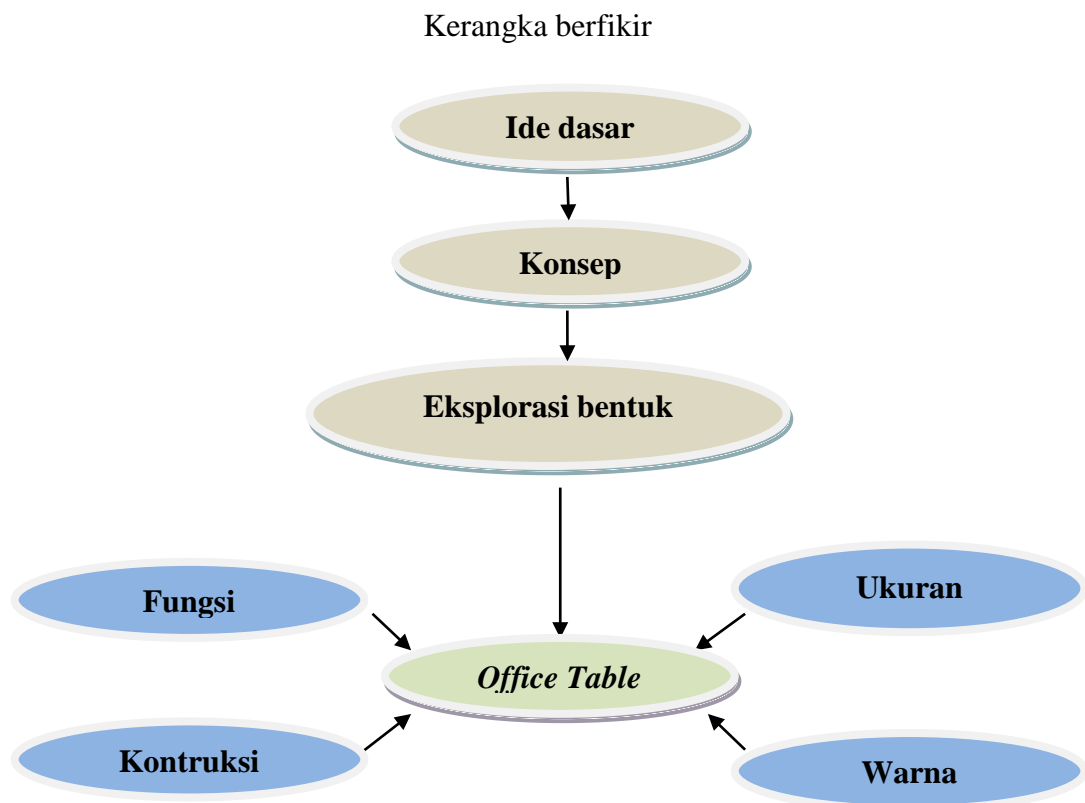 Kerangka berfikir
Ide dasar
Konsep
Eksplorasi bentuk
Fungsi
Ukuran
Office Table
Kontruksi
Warna